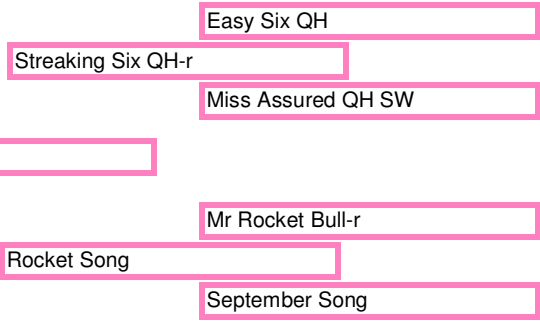 Easy Six QH
Streaking Six QH-r
Miss Assured QH SW
Mr Rocket Bull-r
Rocket Song
September Song